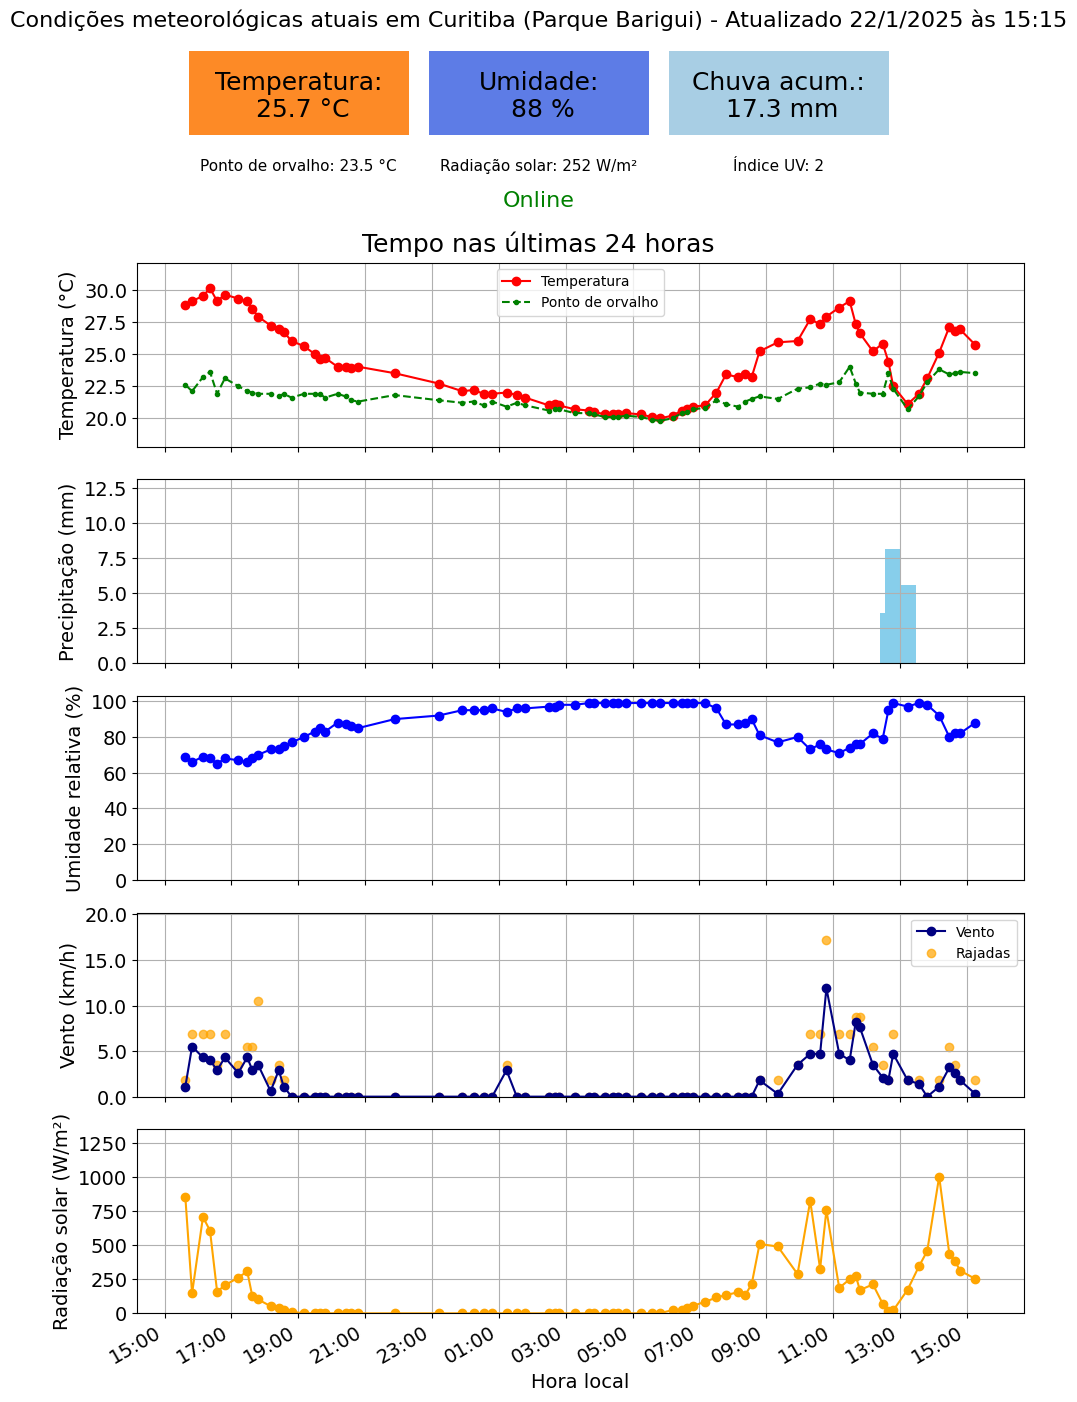 Condições meteorológicas atuais em Curitiba (Parque Barigui) - Atualizado 22/1/2025 às 15:15
Temperatura:
25.7 °C
Umidade:
88 %
Chuva acum.:
17.3 mm
Ponto de orvalho: 23.5 °C
Radiação solar: 252 W/m²
Índice UV: 2
Online
Tempo nas últimas 24 horas
Temperatura (°C)
30.0
27.5
25.0
22.5
20.0
Temperatura
Ponto de orvalho
Precipitação (mm)
12.5
10.0
7.5
5.0
2.5
0.0
Umidade relativa (%)
100
80
60
40
20
0
Vento (km/h)
20.0
15.0
10.0
5.0
0.0
Vento
Rajadas
Radiação solar (W/m²)
1250
1000
750
500
250
0
15:00
17:00
19:00
21:00
23:00
01:00
03:00
05:00
07:00
09:00
11:00
13:00
15:00
Hora local